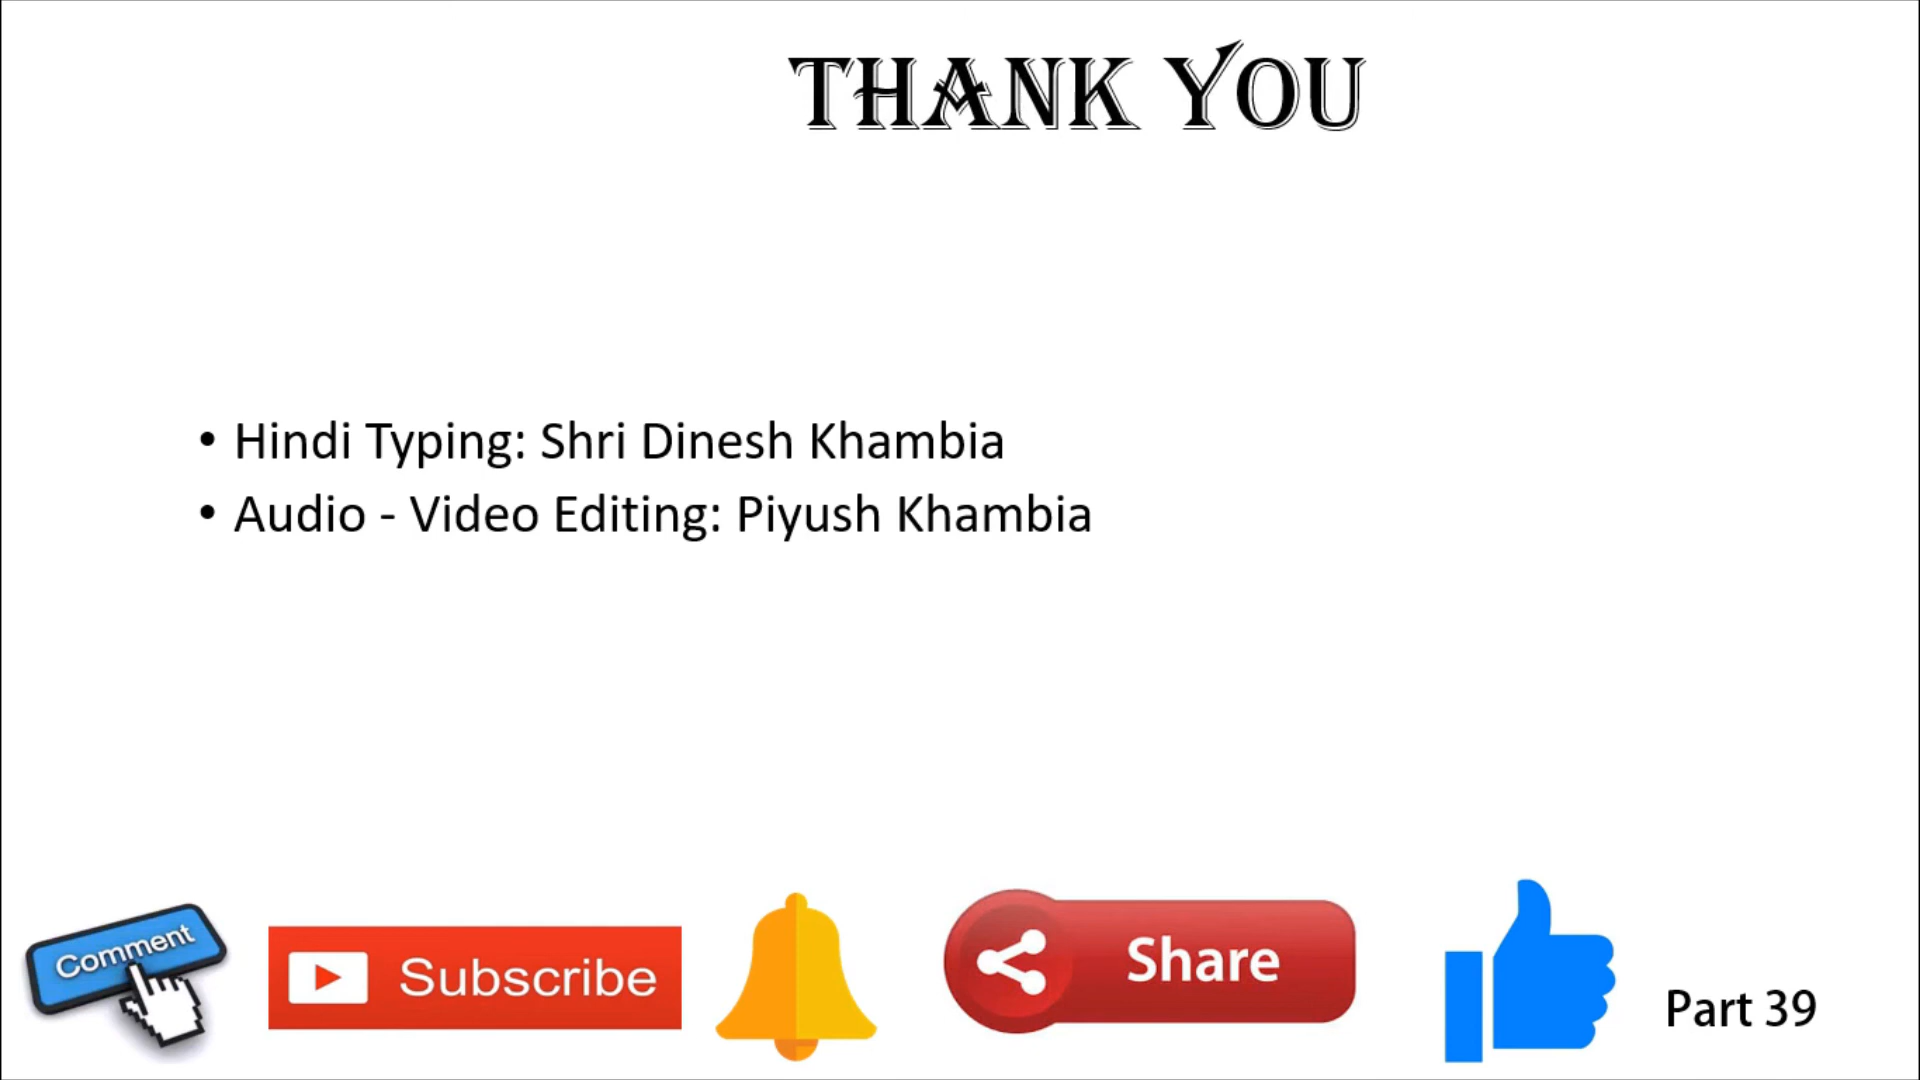 THANK YOU
• Hindi Typing: Shri Dinesh Khambia
• Audio - Video Editing: Piyush Khambia
Comment
Subscribe
Share
Part 39